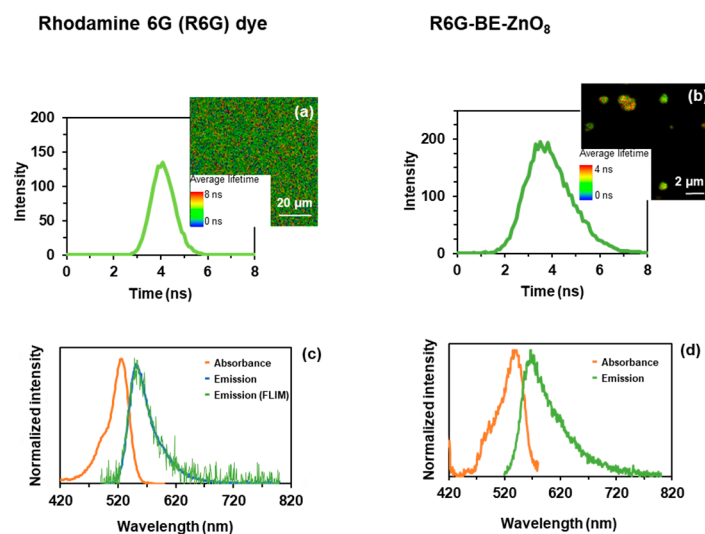 Rhodamine 6G (R6G) dye
R6G-BE-ZnO₈
(a)
Average lifetime
8 ns
0 ns
20 µm
200
150
100
50
0
Intensity
0 2 4 6 8
Time (ns)
(b)
Average lifetime
4 ns
0 ns
2 µm
200
100
0
Intensity
0 2 4 6 8
Time (ns)
(c)
Absorbance
Emission
Emission (FLIM)
Normalized intensity
420 520 620 720 820
Wavelength (nm)
(d)
Absorbance
Emission
Normalized intensity
420 520 620 720 820
Wavelength (nm)